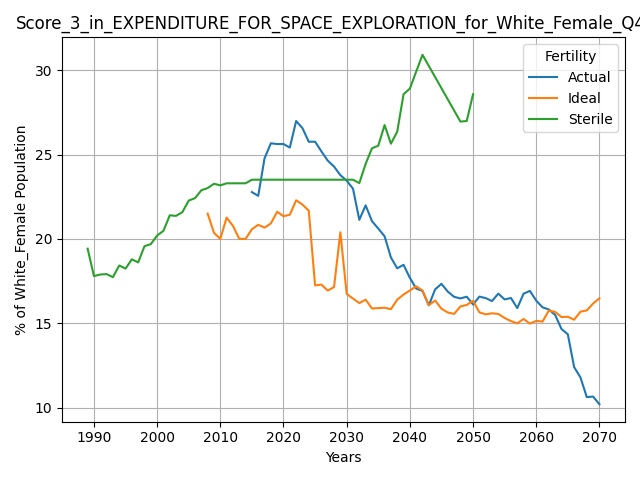 Score_3_in_EXPENDITURE_FOR_SPACE_EXPLORATION_for_White_Female_Q4
Fertility
Actual
Ideal
Sterile
% of White_Female Population
30
25
20
15
10
1990 2000 2010 2020 2030 2040 2050 2060 2070
Years